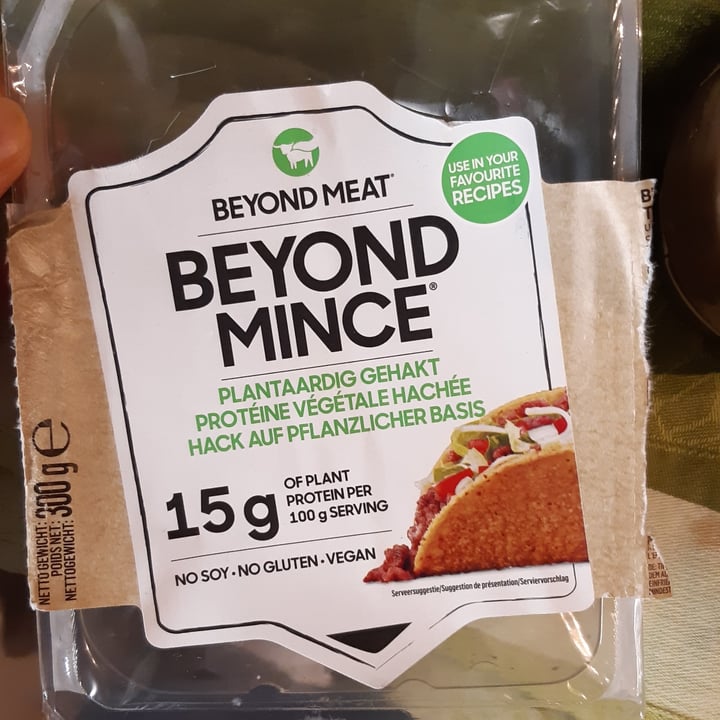 BEYOND MEAT®
USE IN YOUR
FAVOURITE
RECIPES
BEYOND
MINCE®
PLANTAARDIG GEHAKT
PROTÉINE VÉGÉTALE HACHÉE
HACK AUF PFLANZLICHER BASIS
15g
OF PLANT
PROTEIN PER
100 g SERVING
NO SOY • NO GLUTEN • VEGAN
Serveersuggestie/Suggestion de présentation/Serviervorschlag
NETTOGEWICHT:
POIDS NET:
NETTOGEWICHT:
300 g e